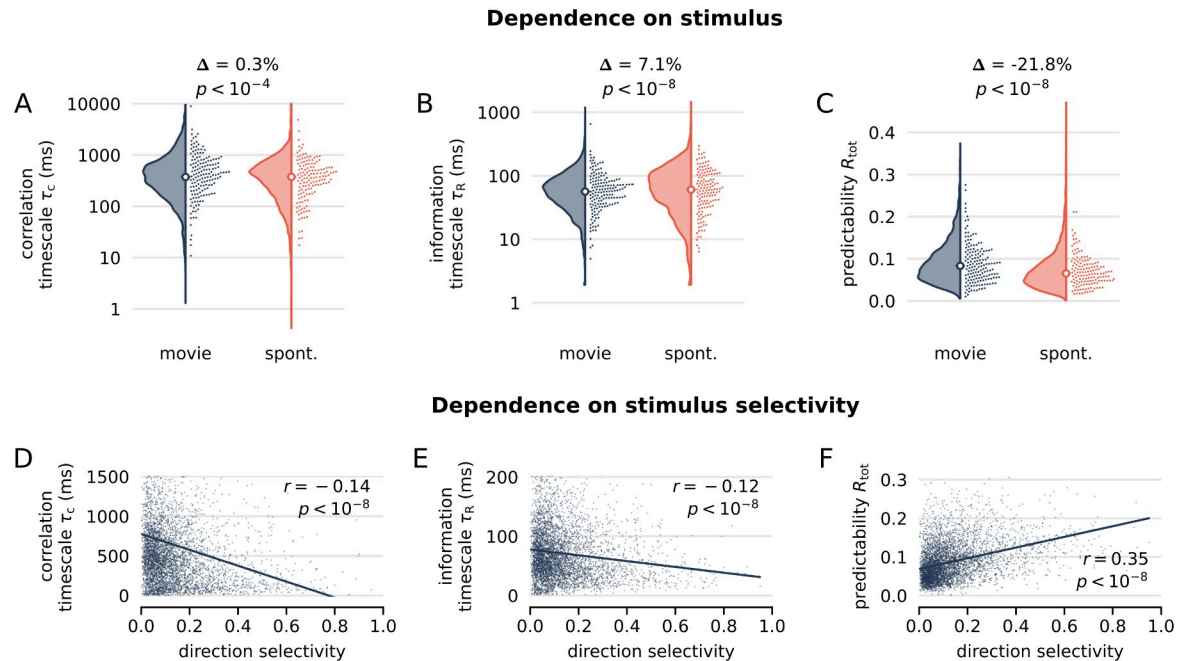 Dependence on stimulus
Δ = 0.3%
p < 10⁻⁴
Δ = 7.1%
p < 10⁻⁸
Δ = -21.8%
p < 10⁻⁸
A
correlation
timescale τc (ms)
10000
1000
100
10
1
movie
spont.
B
information
timescale τR (ms)
1000
100
10
1
movie
spont.
C
predictability Rtot
0.4
0.3
0.2
0.1
0.0
movie
spont.
Dependence on stimulus selectivity
D
correlation
timescale τc (ms)
1500
1000
500
0
r = −0.14
p < 10⁻⁸
0.0 0.2 0.4 0.6 0.8 1.0
direction selectivity
E
information
timescale τR (ms)
200
100
0
r = −0.12
p < 10⁻⁸
0.0 0.2 0.4 0.6 0.8 1.0
direction selectivity
F
predictability Rtot
0.3
0.2
0.1
0.0
r = 0.35
p < 10⁻⁸
0.0 0.2 0.4 0.6 0.8 1.0
direction selectivity